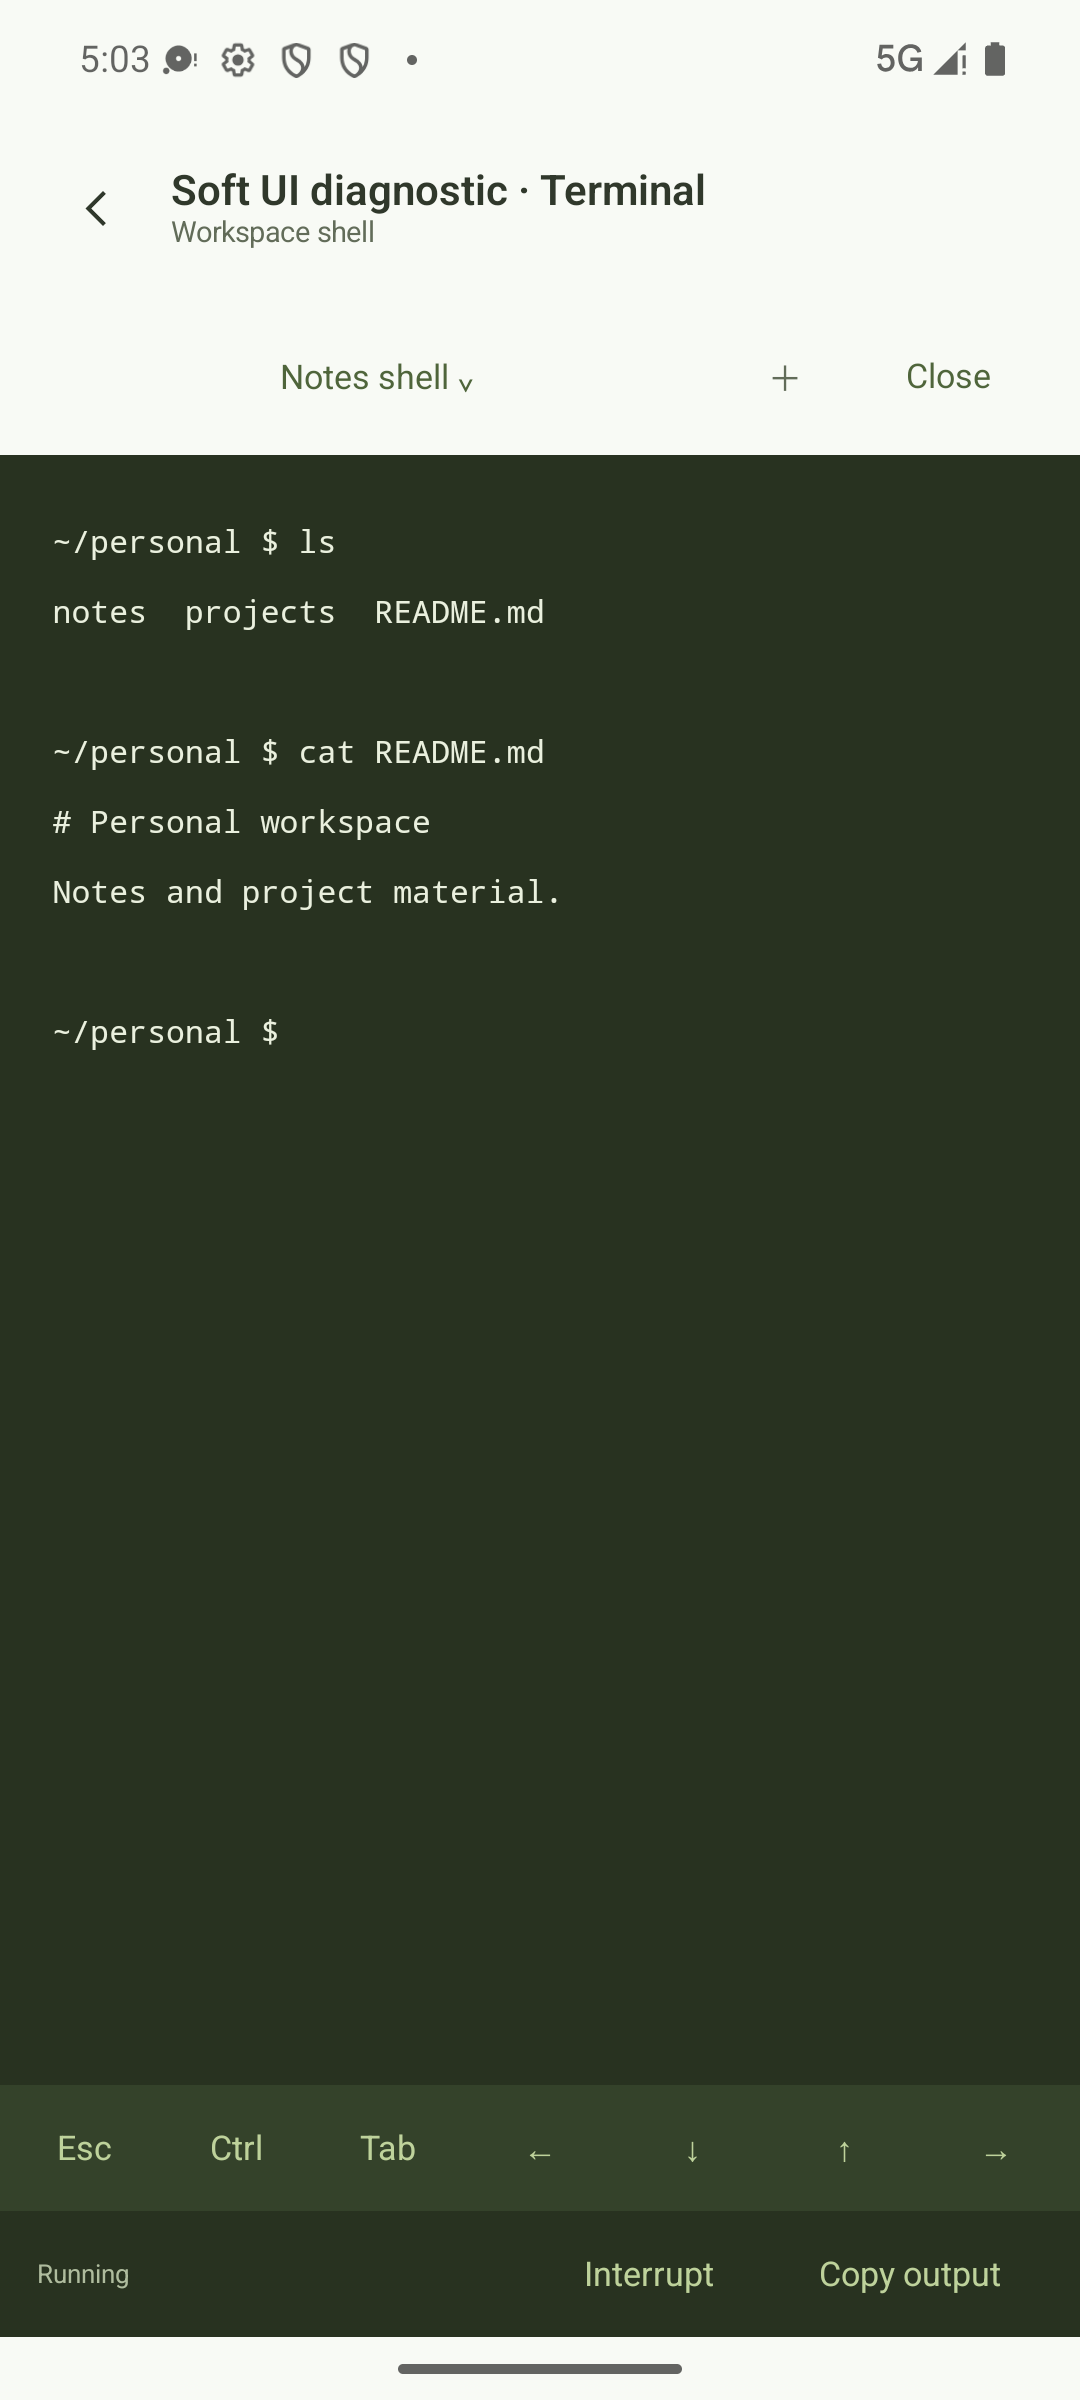 5:03 5G
Soft UI diagnostic · Terminal
Workspace shell
Notes shell + Close
~/personal $ ls
notes  projects  README.md
~/personal $ cat README.md
# Personal workspace
Notes and project material.
~/personal $
Esc Ctrl Tab ← ↓ ↑ →
Running Interrupt Copy output